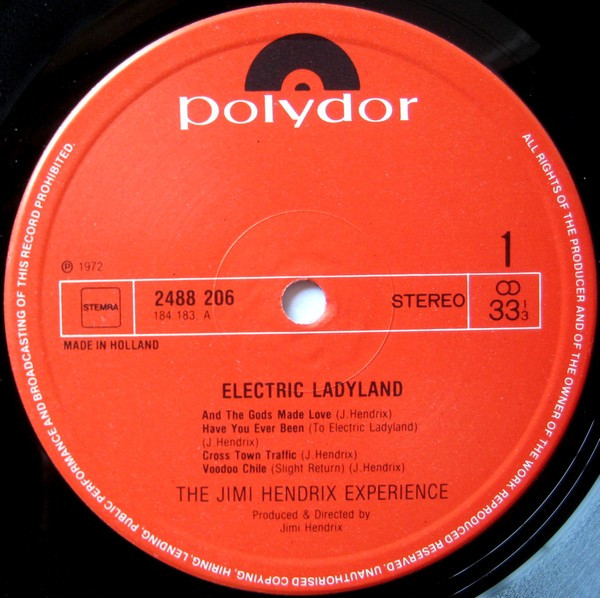 polydor
1
℗ 1972
STEMRA
2488 206
184 183 A
STEREO
33 1/3
MADE IN HOLLAND
ELECTRIC LADYLAND
And The Gods Made Love (J.Hendrix)
Have You Ever Been (To Electric Ladyland)
(J.Hendrix)
Cross Town Traffic (J.Hendrix)
Voodoo Chile (Slight Return) (J.Hendrix)
THE JIMI HENDRIX EXPERIENCE
Produced & Directed by
Jimi Hendrix
ALL RIGHTS OF THE PRODUCER AND OF THE OWNER OF THE WORK REPRODUCED RESERVED. UNAUTHORISED COPYING, HIRING, LENDING, PUBLIC PERFORMANCE AND BROADCASTING OF THIS RECORD PROHIBITED.